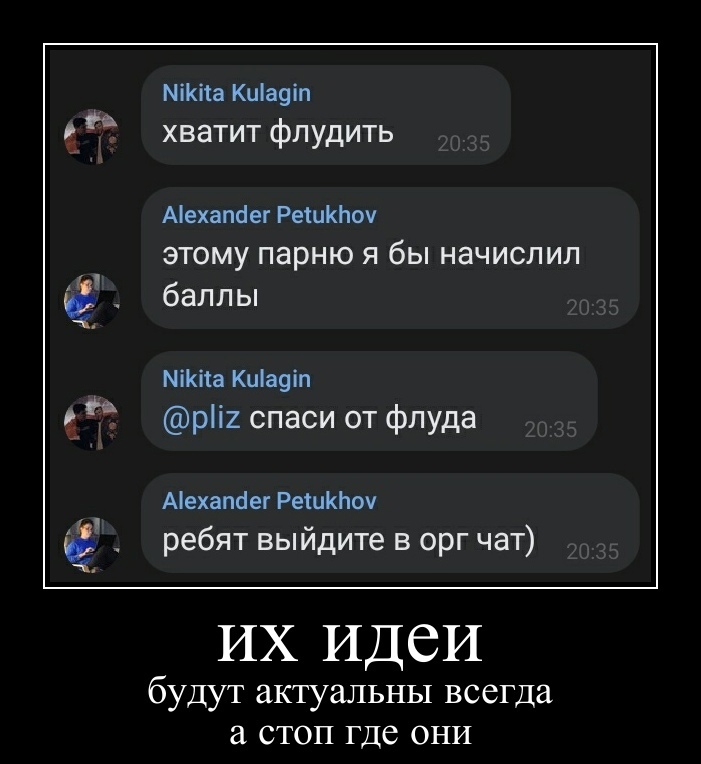 Nikita Kulagin
хватит флудить
20:35
Alexander Petukhov
этому парню я бы начислил
баллы
20:35
Nikita Kulagin
@pliz спаси от флуда
20:35
Alexander Petukhov
ребят выйдите в орг чат)
20:35
их идеи
будут актуальны всегда
а стоп где они